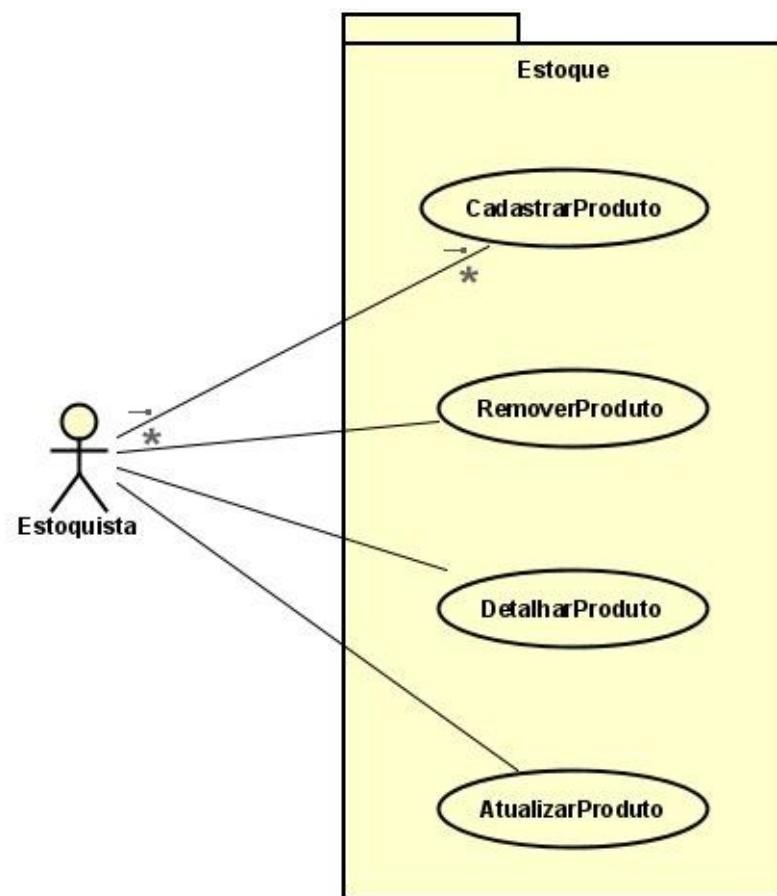 Estoque
CadastrarProduto
*
RemoverProduto
*
Estoquista
DetalharProduto
AtualizarProduto